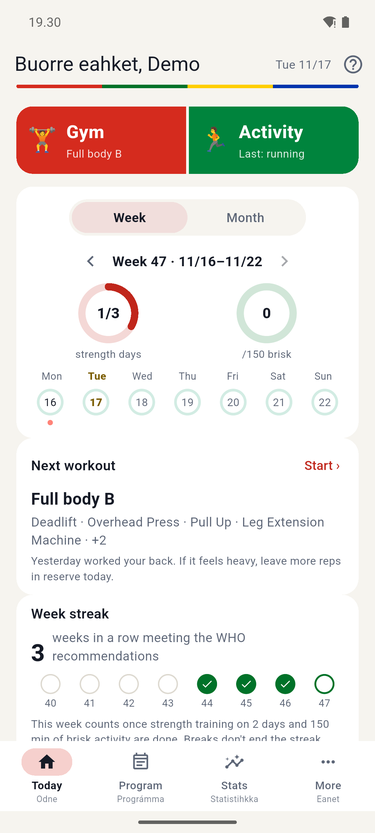 19.30
Buorre eahket, Demo
Tue 11/17
Gym
Full body B
Activity
Last: running
Week
Month
Week 47 · 11/16–11/22
1/3
0
strength days
/150 brisk
Mon Tue Wed Thu Fri Sat Sun
16 17 18 19 20 21 22
Next workout
Start ›
Full body B
Deadlift · Overhead Press · Pull Up · Leg Extension
Machine · +2
Yesterday worked your back. If it feels heavy, leave more reps
in reserve today.
Week streak
3 weeks in a row meeting the WHO
recommendations
40 41 42 43 44 45 46 47
This week counts once strength training on 2 days and 150
min of brisk activity are done. Breaks don't end the streak
Today Program Stats More
Odne Prográmma Statistihkka Eanet